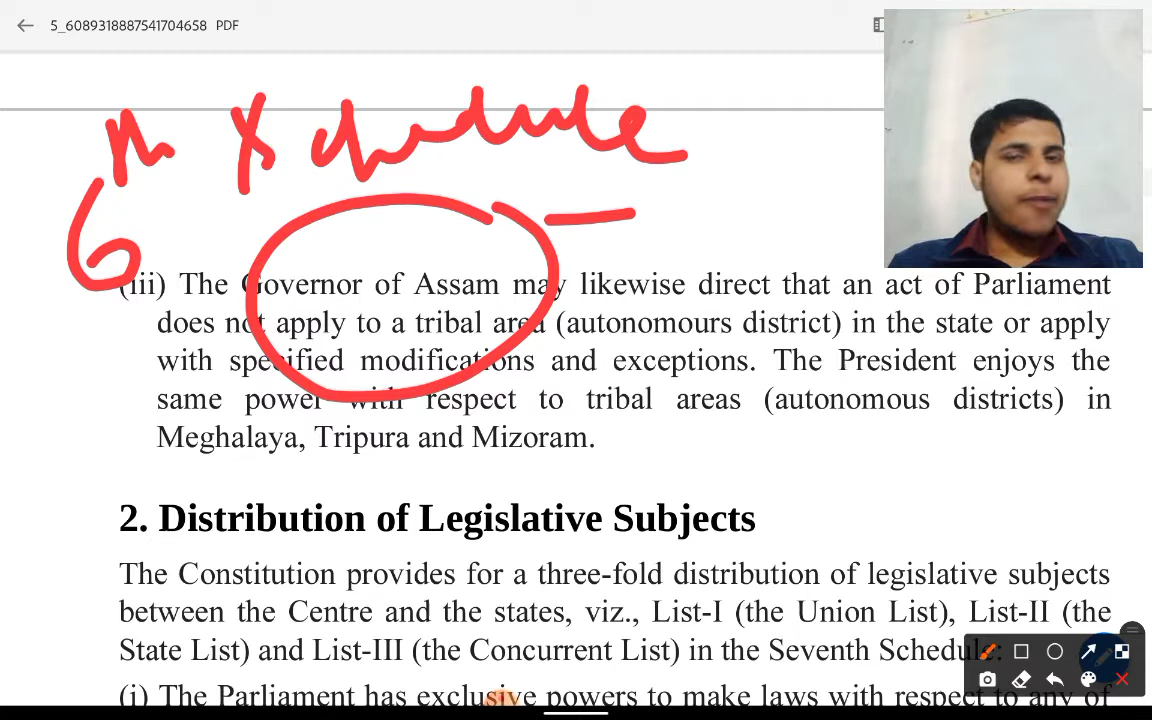 5_6089318887541704658 PDF
6th Schedule
(iii) The Governor of Assam may likewise direct that an act of Parliament
does not apply to a tribal area (autonomours district) in the state or apply
with specified modifications and exceptions. The President enjoys the
same power with respect to tribal areas (autonomous districts) in
Meghalaya, Tripura and Mizoram.
2. Distribution of Legislative Subjects
The Constitution provides for a three-fold distribution of legislative subjects
between the Centre and the states, viz., List-I (the Union List), List-II (the
State List) and List-III (the Concurrent List) in the Seventh Schedule:
(i) The Parliament has exclusive powers to make laws with respect to any of